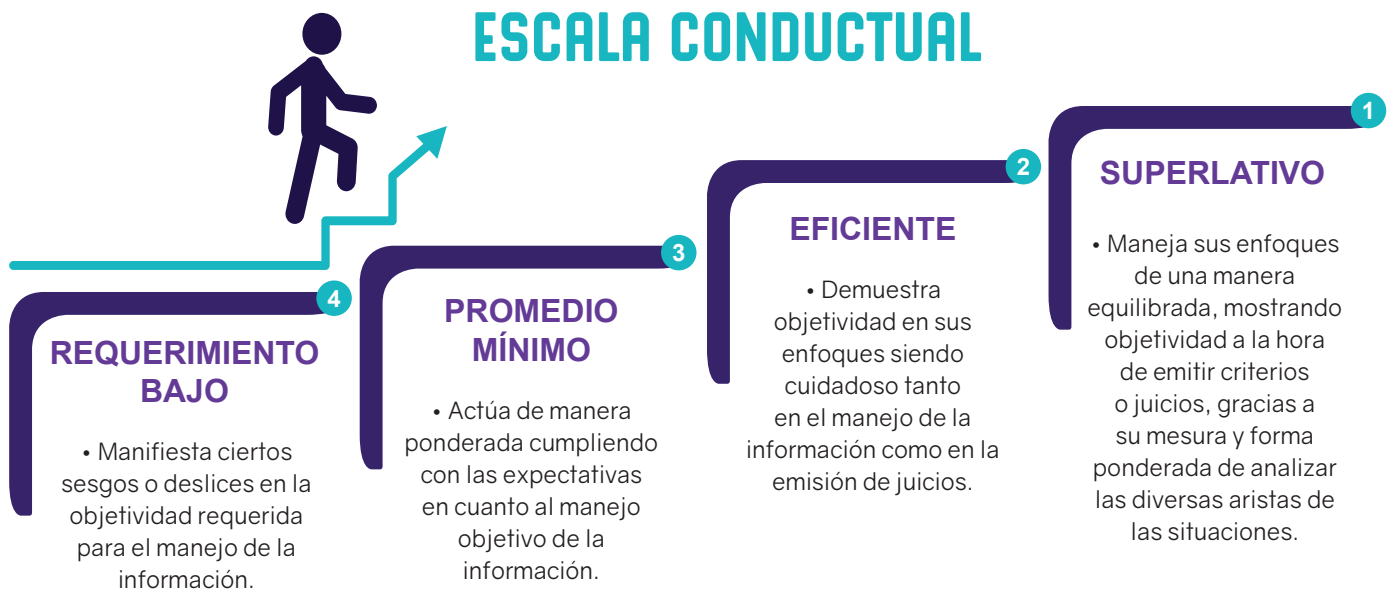 ESCALA CONDUCTUAL
4
REQUERIMIENTO
BAJO
• Manifiesta ciertos
sesgos o deslices en la
objetividad requerida
para el manejo de la
información.
3
PROMEDIO
MÍNIMO
• Actúa de manera
ponderada cumpliendo
con las expectativas
en cuanto al manejo
objetivo de la
información.
2
EFICIENTE
• Demuestra
objetividad en sus
enfoques siendo
cuidadoso tanto
en el manejo de la
información como en la
emisión de juicios.
1
SUPERLATIVO
• Maneja sus enfoques
de una manera
equilibrada, mostrando
objetividad a la hora
de emitir criterios
o juicios, gracias a
su mesura y forma
ponderada de analizar
las diversas aristas de
las situaciones.